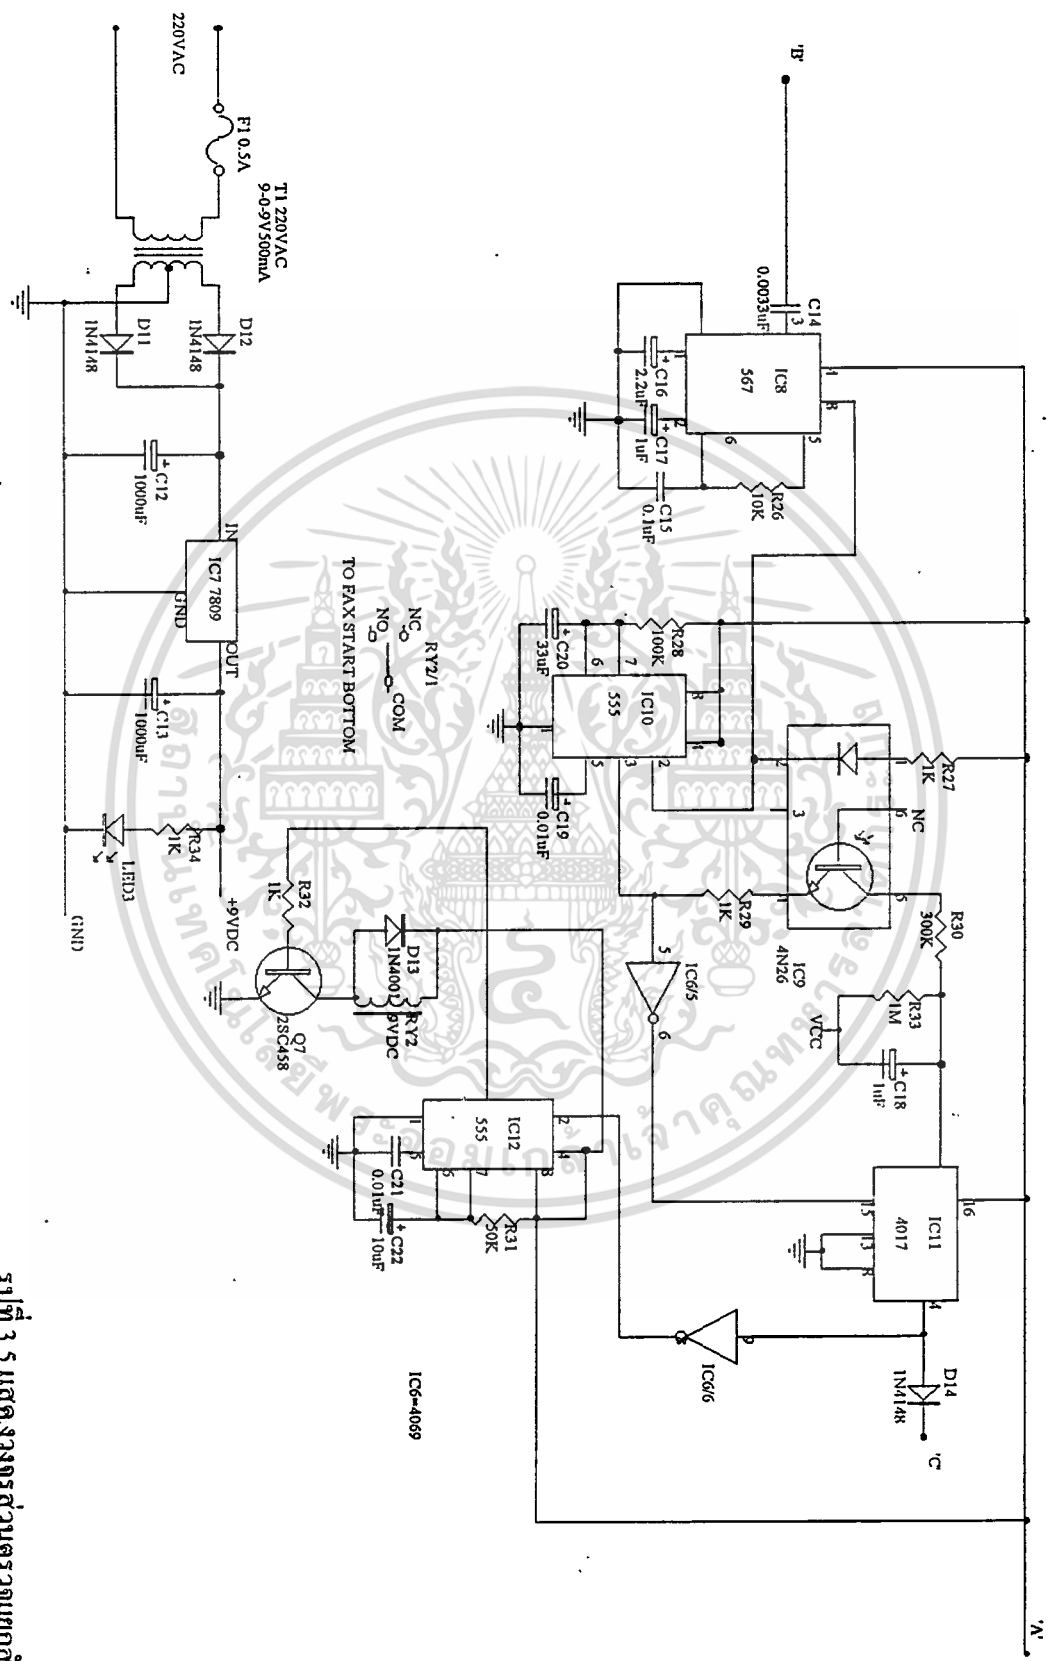 'A'
'B'
C14
3
0.0033uF
IC8
567
4
8
1
2
6
5
C16
2.2uF
C17
1uF
C15
0.1uF
R26
10K
R27
1K
R28
100K
C20
33uF
7
6
IC10
555
8
4
1
5
3
2
C19
0.01uF
1
2
3
NC
6
5
IC9
4N26
R29
1K
R30
300K
R33
1M
VCC
C18
1uF
IC6/5
5
6
IC11
4017
16
15
13
8
4
D14
1N4148
'C'
IC6/6
9
8
220VAC
F1 0.5A
T1 220VAC
9-0-9V500mA
D12
1N4148
D11
1N4148
C12
1000uF
IN
IC7 7809
GND
OUT
C13
1000uF
R34
1K
LED3
+9VDC
GND
RY2/1
NC
NO
COM
TO FAX START BOTTOM
R32
1K
Q7
2SC458
D13
1N4001
RY2
9VDC
IC12
555
2
4
1
5
6
7
8
C21
0.01uF
C22
10uF
R31
50K
IC6=4069